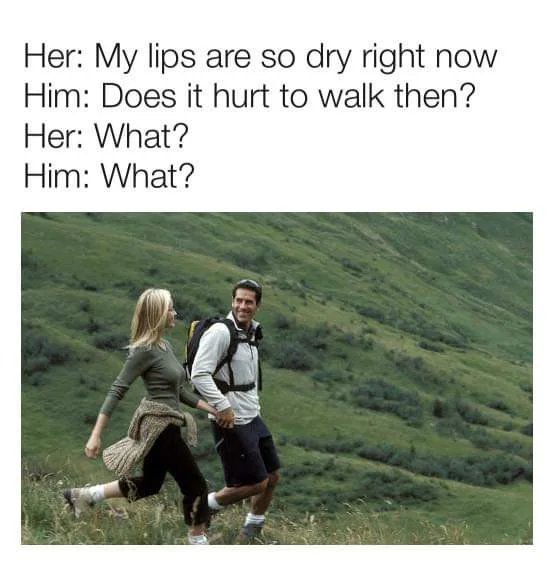 Her: My lips are so dry right now
Him: Does it hurt to walk then?
Her: What?
Him: What?